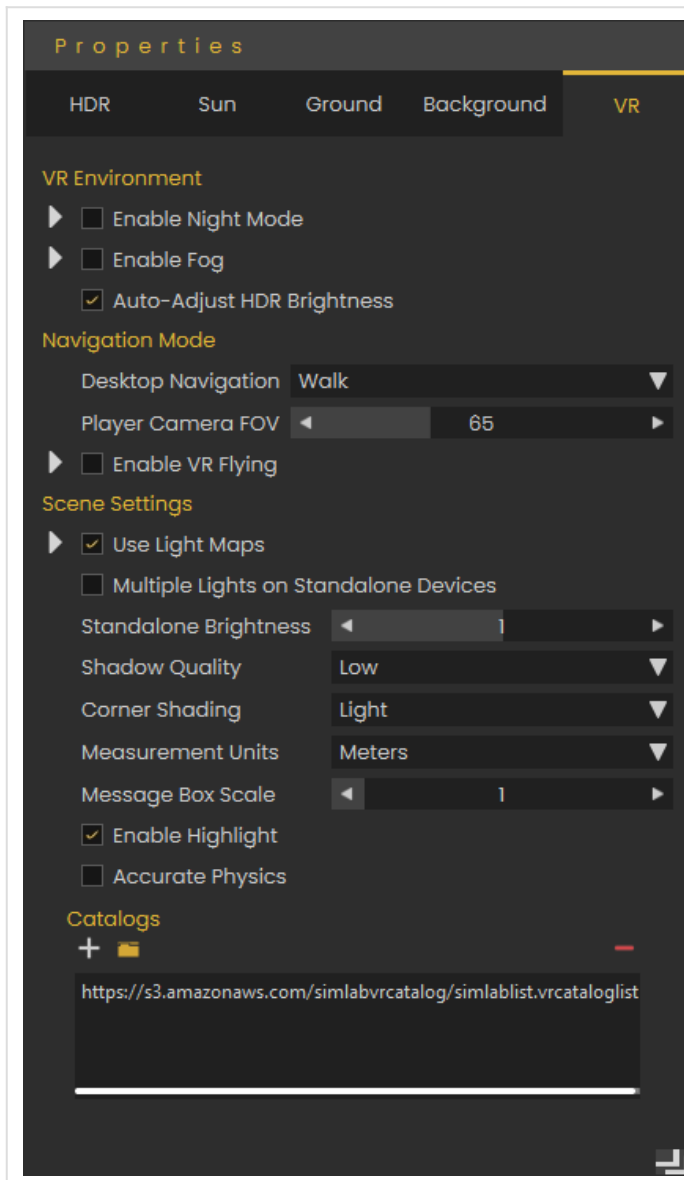 Properties
HDR Sun Ground Background VR
VR Environment
Enable Night Mode
Enable Fog
Auto-Adjust HDR Brightness
Navigation Mode
Desktop Navigation Walk
Player Camera FOV 65
Enable VR Flying
Scene Settings
Use Light Maps
Multiple Lights on Standalone Devices
Standalone Brightness 1
Shadow Quality Low
Corner Shading Light
Measurement Units Meters
Message Box Scale 1
Enable Highlight
Accurate Physics
Catalogs
https://s3.amazonaws.com/simlabvrcatalog/simlablist.vrcataloglist